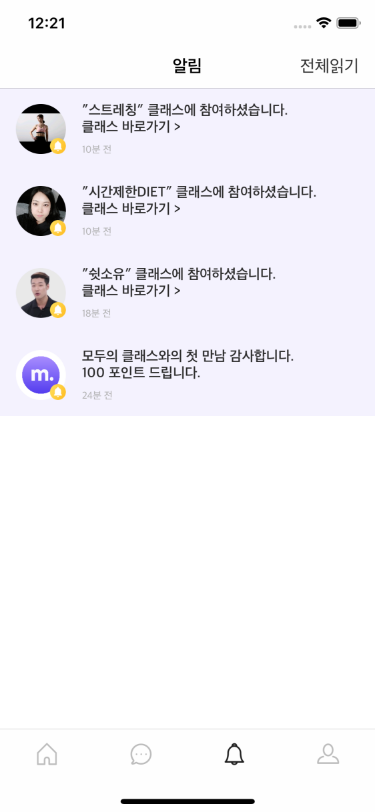 12:21
알림
전체읽기
"스트레칭" 클래스에 참여하셨습니다.
클래스 바로가기 >
10분 전
"시간제한DIET" 클래스에 참여하셨습니다.
클래스 바로가기 >
10분 전
"쉿소유" 클래스에 참여하셨습니다.
클래스 바로가기 >
18분 전
m.
모두의 클래스와의 첫 만남 감사합니다.
100 포인트 드립니다.
24분 전